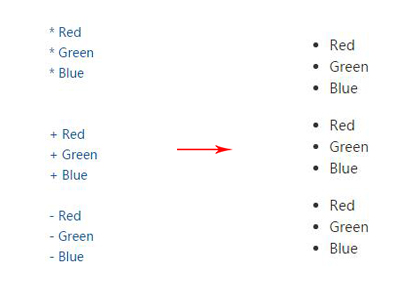 * Red
* Green
* Blue
+ Red
+ Green
+ Blue
- Red
- Green
- Blue
• Red
• Green
• Blue
• Red
• Green
• Blue
• Red
• Green
• Blue